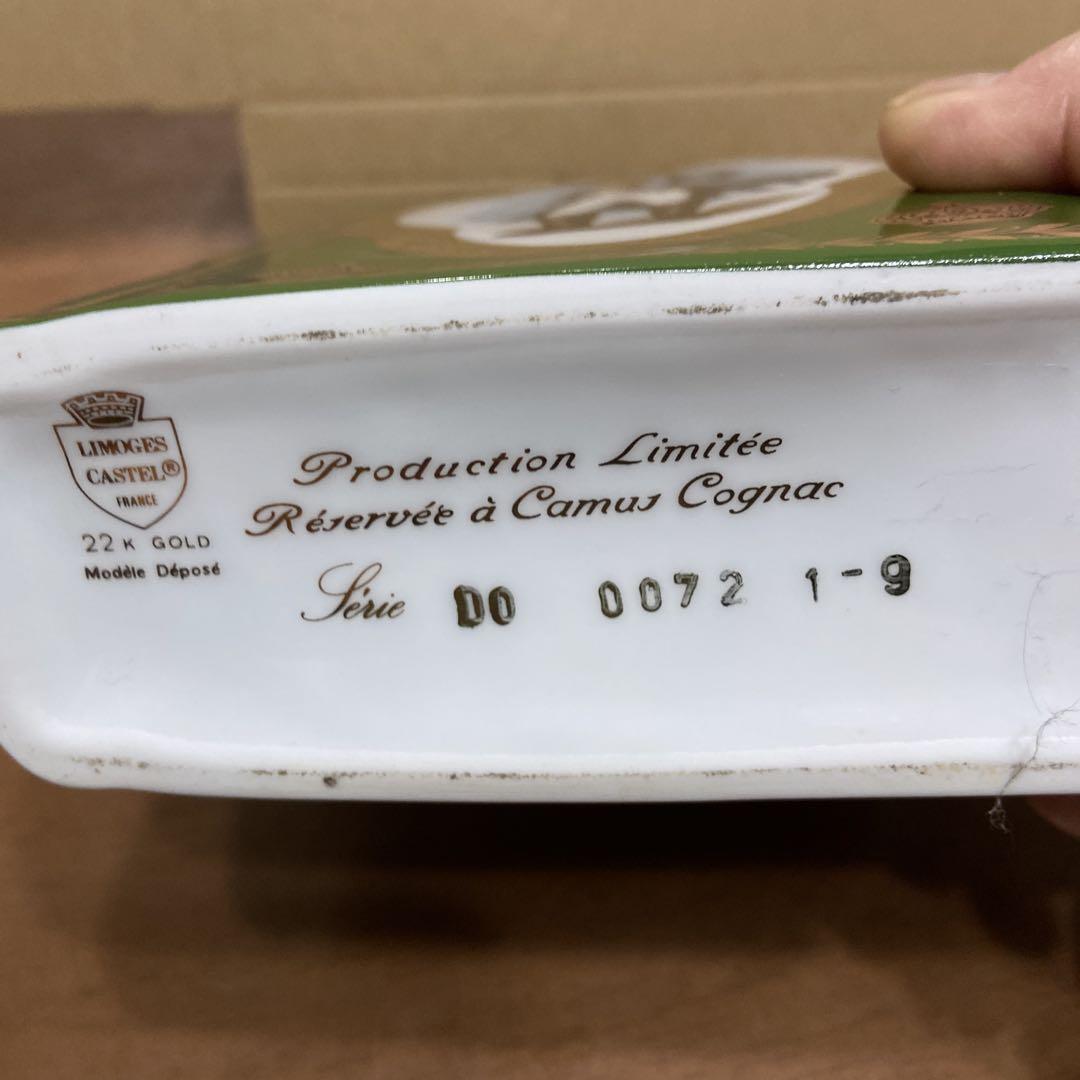 LIMOGES
CASTEL®
FRANCE
22 K GOLD
Modèle Déposé
Production Limitée
Réservée à Camus Cognac
Série DO 0072 1-9